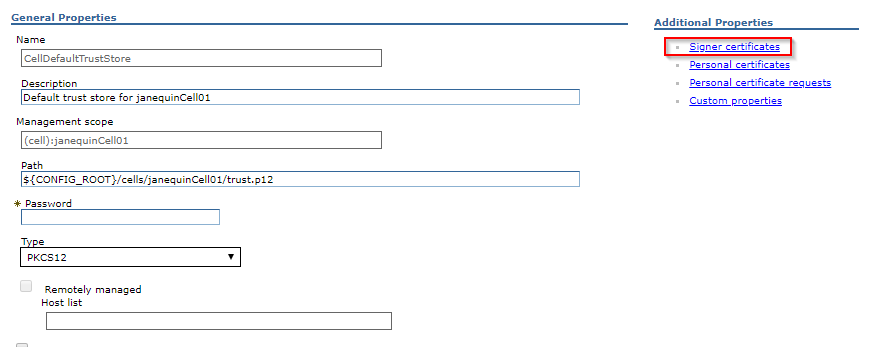 General Properties
Name
CellDefaultTrustStore
Description
Default trust store for janequinCell01
Management scope
(cell):janequinCell01
Path
${CONFIG_ROOT}/cells/janequinCell01/trust.p12
* Password
Type
PKCS12
Remotely managed
Host list
Additional Properties
Signer certificates
Personal certificates
Personal certificate requests
Custom properties